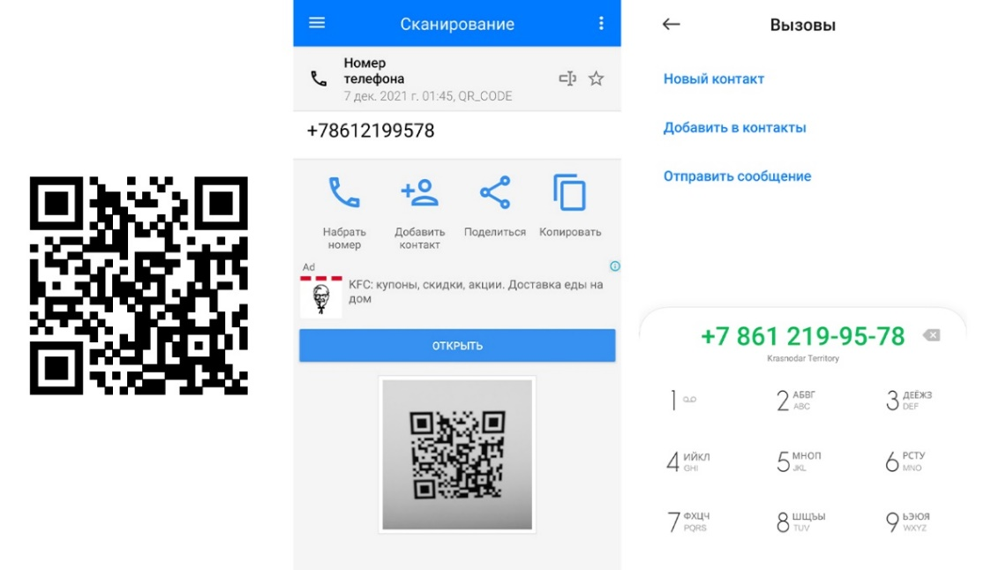 Сканирование
Номер
телефона
7 дек. 2021 г. 01:45, QR_CODE
+78612199578
Набрать
номер
Добавить
контакт
Поделиться
Копировать
Ad
KFC: купоны, скидки, акции. Доставка еды на
дом
ОТКРЫТЬ
Вызовы
Новый контакт
Добавить в контакты
Отправить сообщение
+7 861 219-95-78
Krasnodar Territory
1
2 АБВГ
ABC
3 ДЕЁЖЗ
DEF
4 ИЙКЛ
GHI
5 МНОП
JKL
6 РСТУ
MNO
7 ФХЦЧ
PQRS
8 ШЩЪЫ
TUV
9 ЬЭЮЯ
WXYZ